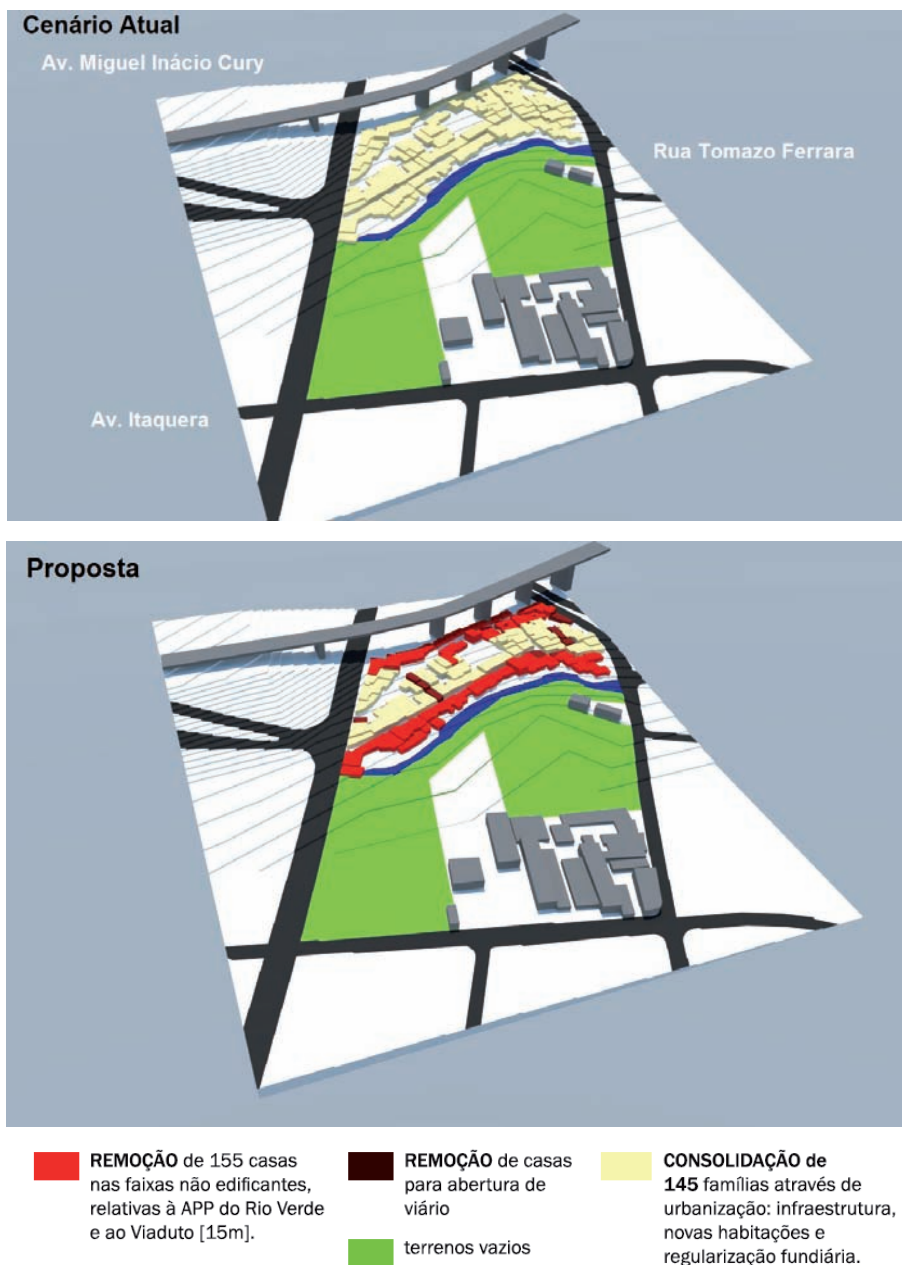 Cenário Atual
Av. Miguel Inácio Cury
Rua Tomazo Ferrara
Av. Itaquera
Proposta
REMOÇÃO de 155 casas
nas faixas não edificantes,
relativas à APP do Rio Verde
e ao Viaduto [15m].
REMOÇÃO de casas
para abertura de
viário
terrenos vazios
CONSOLIDAÇÃO de
145 famílias através de
urbanização: infraestrutura,
novas habitações e
regularização fundiária.